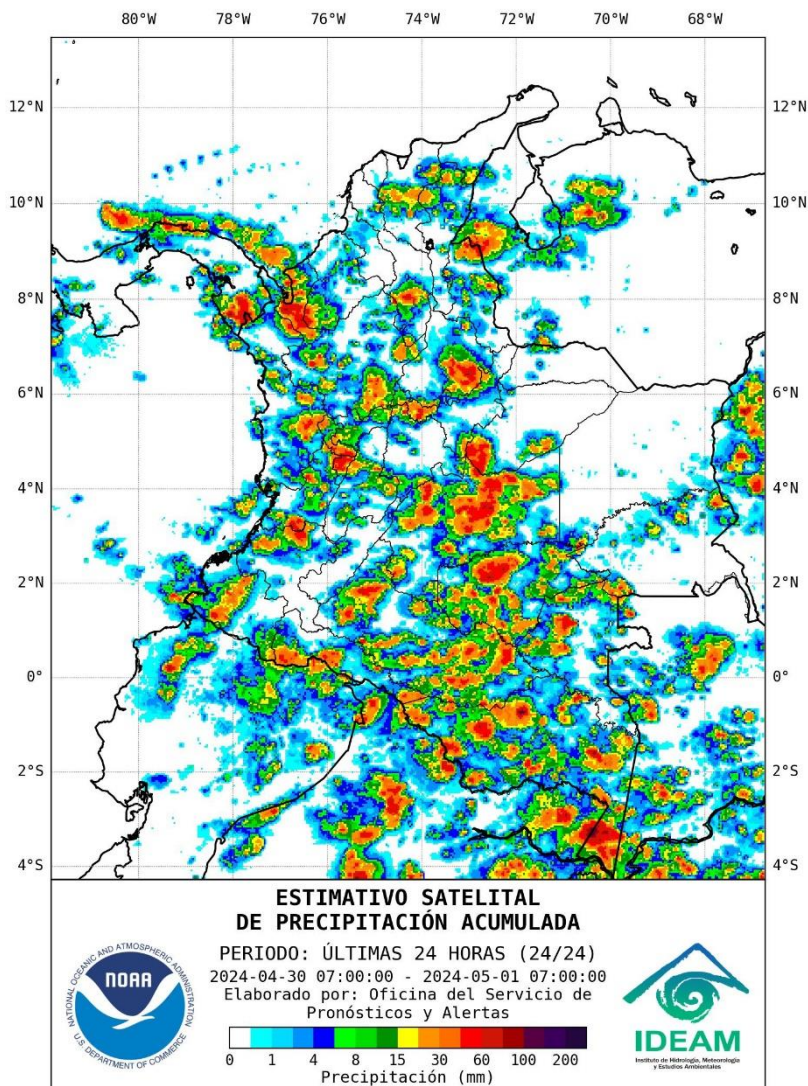 80°W 78°W 76°W 74°W 72°W 70°W 68°W
12°N 12°N
10°N 10°N
8°N 8°N
6°N 6°N
4°N 4°N
2°N 2°N
0° 0°
2°S 2°S
4°S 4°S
ESTIMATIVO SATELITAL
DE PRECIPITACIÓN ACUMULADA
PERIODO: ÚLTIMAS 24 HORAS (24/24)
2024-04-30 07:00:00 - 2024-05-01 07:00:00
Elaborado por: Oficina del Servicio de
Pronósticos y Alertas
0 1 4 8 15 30 60 100 200
Precipitación (mm)
NATIONAL OCEANIC AND ATMOSPHERIC ADMINISTRATION
NOAA
U.S. DEPARTMENT OF COMMERCE
IDEAM
Instituto de Hidrología, Meteorología
y Estudios Ambientales